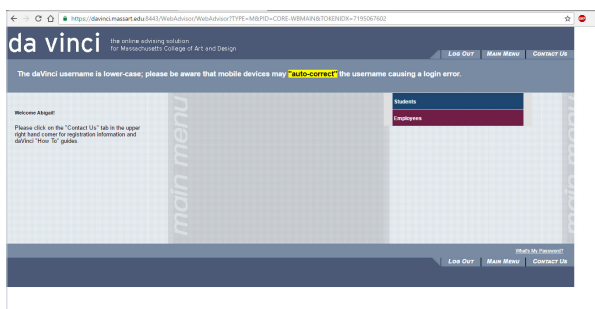 https://davinci.massart.edu:8443/WebAdvisor/WebAdvisor?TYPE=M&PID=CORE-WBMAIN&TOKENIDX=7195067602
da vinci
the online advising solution
for Massachusetts College of Art and Design
LOG OUT MAIN MENU CONTACT US
The daVinci username is lower-case; please be aware that mobile devices may "auto-correct" the username causing a login error.
Students
Employees
Welcome Abigail!
Please click on the "Contact Us" tab in the upper
right hand corner for registration information and
daVinci "How To" guides.
main menu
main menu
What's My Password?
LOG OUT MAIN MENU CONTACT US